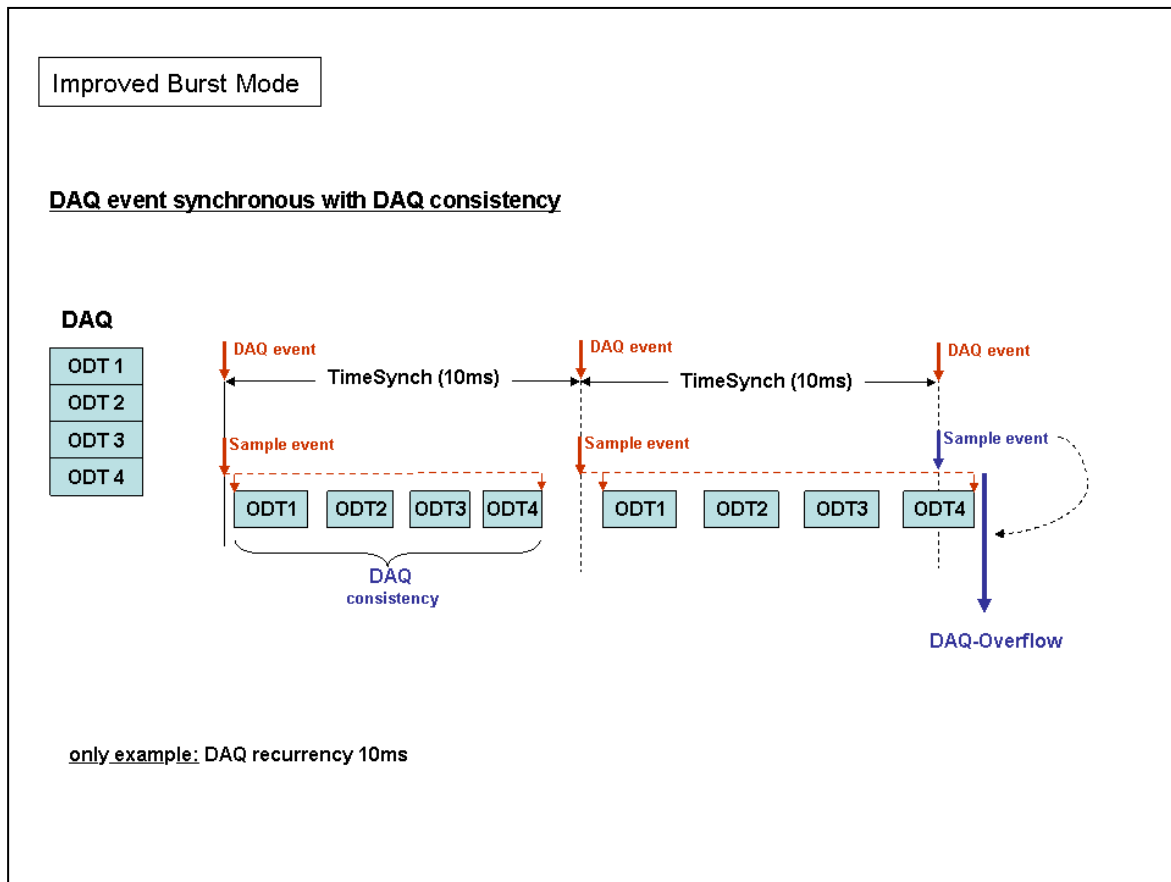 Improved Burst Mode
DAQ event synchronous with DAQ consistency
DAQ
ODT 1
ODT 2
ODT 3
ODT 4
DAQ event
DAQ event
DAQ event
TimeSynch (10ms)
TimeSynch (10ms)
Sample event
Sample event
Sample event
ODT1
ODT2
ODT3
ODT4
ODT1
ODT2
ODT3
ODT4
DAQ
consistency
DAQ-Overflow
only example: DAQ recurrency 10ms